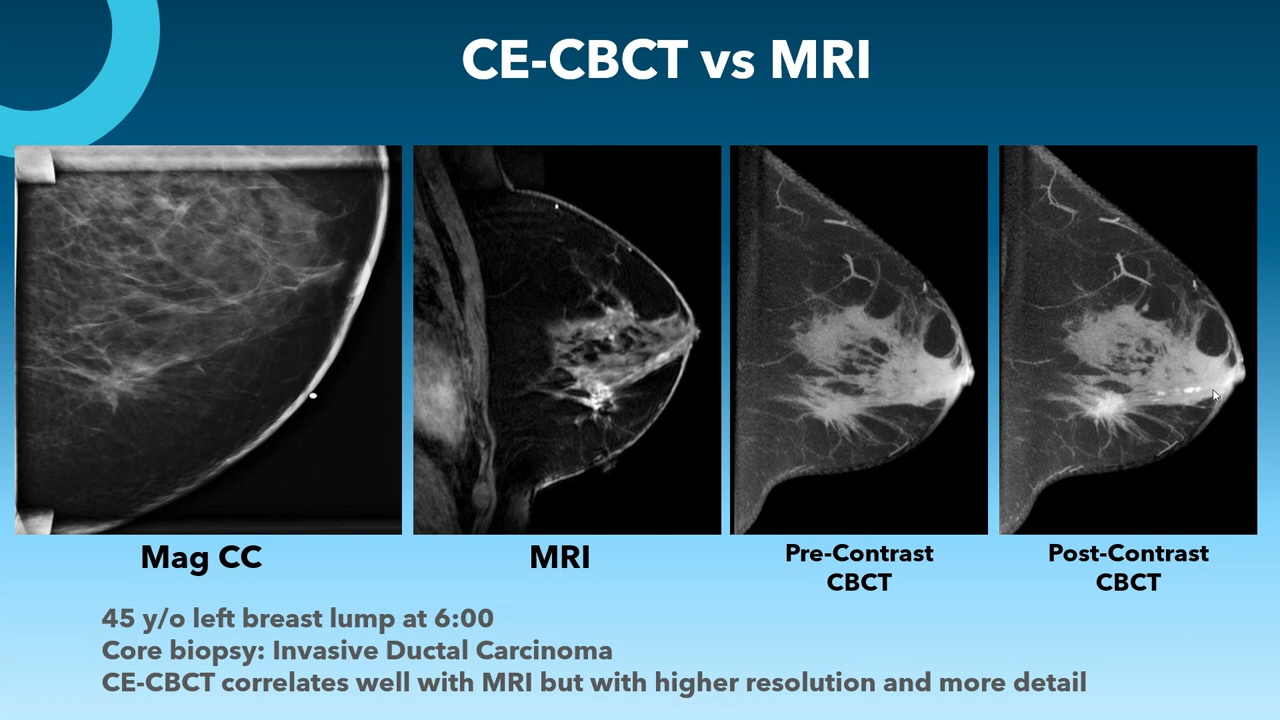 CE-CBCT vs MRI
Mag CC
MRI
Pre-Contrast
CBCT
Post-Contrast
CBCT
45 y/o left breast lump at 6:00
Core biopsy: Invasive Ductal Carcinoma
CE-CBCT correlates well with MRI but with higher resolution and more detail